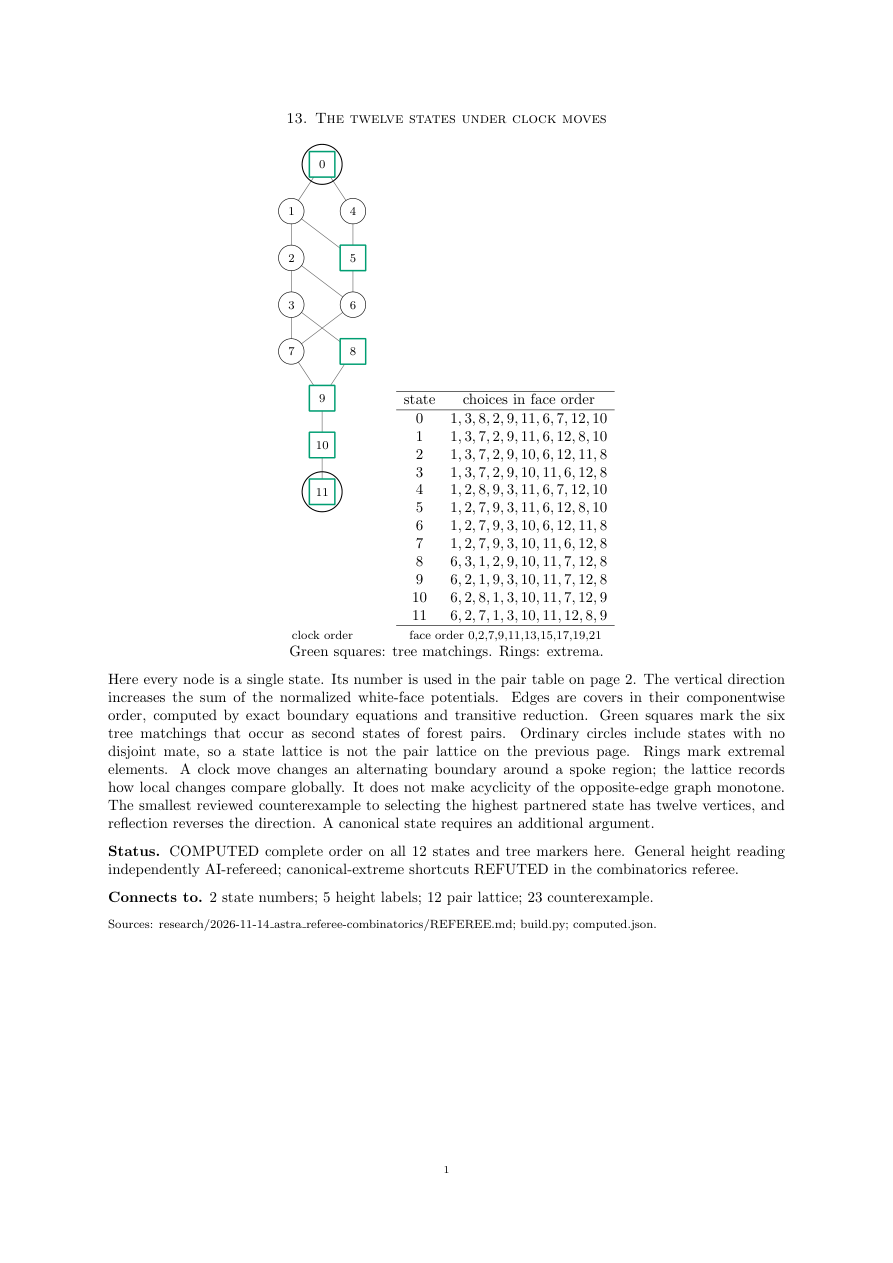 13. The twelve states under clock moves
0
1 4
2 5
3 6
7 8
9
10
11
state choices in face order
0 1, 3, 8, 2, 9, 11, 6, 7, 12, 10
1 1, 3, 7, 2, 9, 11, 6, 12, 8, 10
2 1, 3, 7, 2, 9, 10, 6, 12, 11, 8
3 1, 3, 7, 2, 9, 10, 11, 6, 12, 8
4 1, 2, 8, 9, 3, 11, 6, 7, 12, 10
5 1, 2, 7, 9, 3, 11, 6, 12, 8, 10
6 1, 2, 7, 9, 3, 10, 6, 12, 11, 8
7 1, 2, 7, 9, 3, 10, 11, 6, 12, 8
8 6, 3, 1, 2, 9, 10, 11, 7, 12, 8
9 6, 2, 1, 9, 3, 10, 11, 7, 12, 8
10 6, 2, 8, 1, 3, 10, 11, 7, 12, 9
11 6, 2, 7, 1, 3, 10, 11, 12, 8, 9
clock order
face order 0,2,7,9,11,13,15,17,19,21
Green squares: tree matchings. Rings: extrema.
Here every node is a single state. Its number is used in the pair table on page 2. The vertical direction
increases the sum of the normalized white-face potentials. Edges are covers in their componentwise
order, computed by exact boundary equations and transitive reduction. Green squares mark the six
tree matchings that occur as second states of forest pairs. Ordinary circles include states with no
disjoint mate, so a state lattice is not the pair lattice on the previous page. Rings mark extremal
elements. A clock move changes an alternating boundary around a spoke region; the lattice records
how local changes compare globally. It does not make acyclicity of the opposite-edge graph monotone.
The smallest reviewed counterexample to selecting the highest partnered state has twelve vertices, and
reflection reverses the direction. A canonical state requires an additional argument.
Status. COMPUTED complete order on all 12 states and tree markers here. General height reading
independently AI-refereed; canonical-extreme shortcuts REFUTED in the combinatorics referee.
Connects to. 2 state numbers; 5 height labels; 12 pair lattice; 23 counterexample.
Sources: research/2026-11-14_astra_referee-combinatorics/REFEREE.md; build.py; computed.json.
1